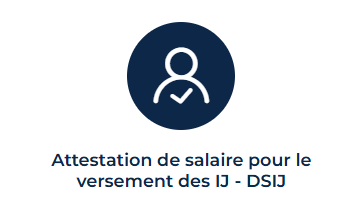 Attestation de salaire pour le
versement des IJ - DSIJ